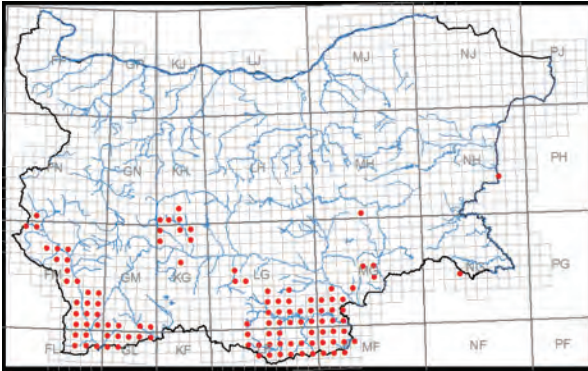 FP GP KJ LJ MJ NJ PJ
FN GN KH LH MH NH PH
GM KG LG MG PG
FL GL KF MF NF PF